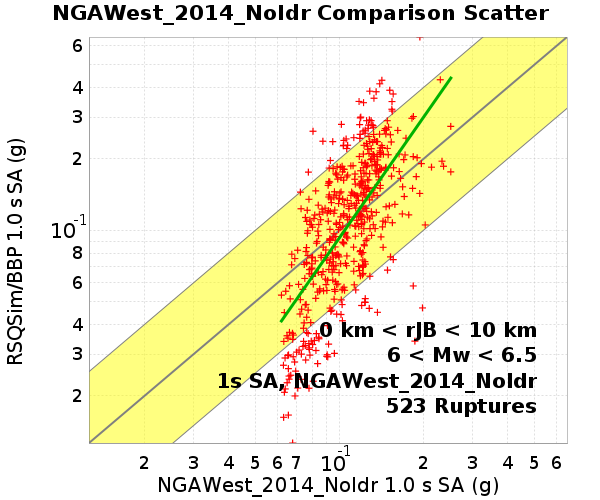 NGAWest_2014_NoIdr Comparison Scatter
6
4
3
2
10-1
8
6
4
3
2
RSQSim/BBP 1.0 s SA (g)
0 km < rJB < 10 km
6 < Mw < 6.5
1s SA, NGAWest_2014_NoIdr
523 Ruptures
2 3 4 5 6 7 10-1 2 3 4 5 6
NGAWest_2014_NoIdr 1.0 s SA (g)